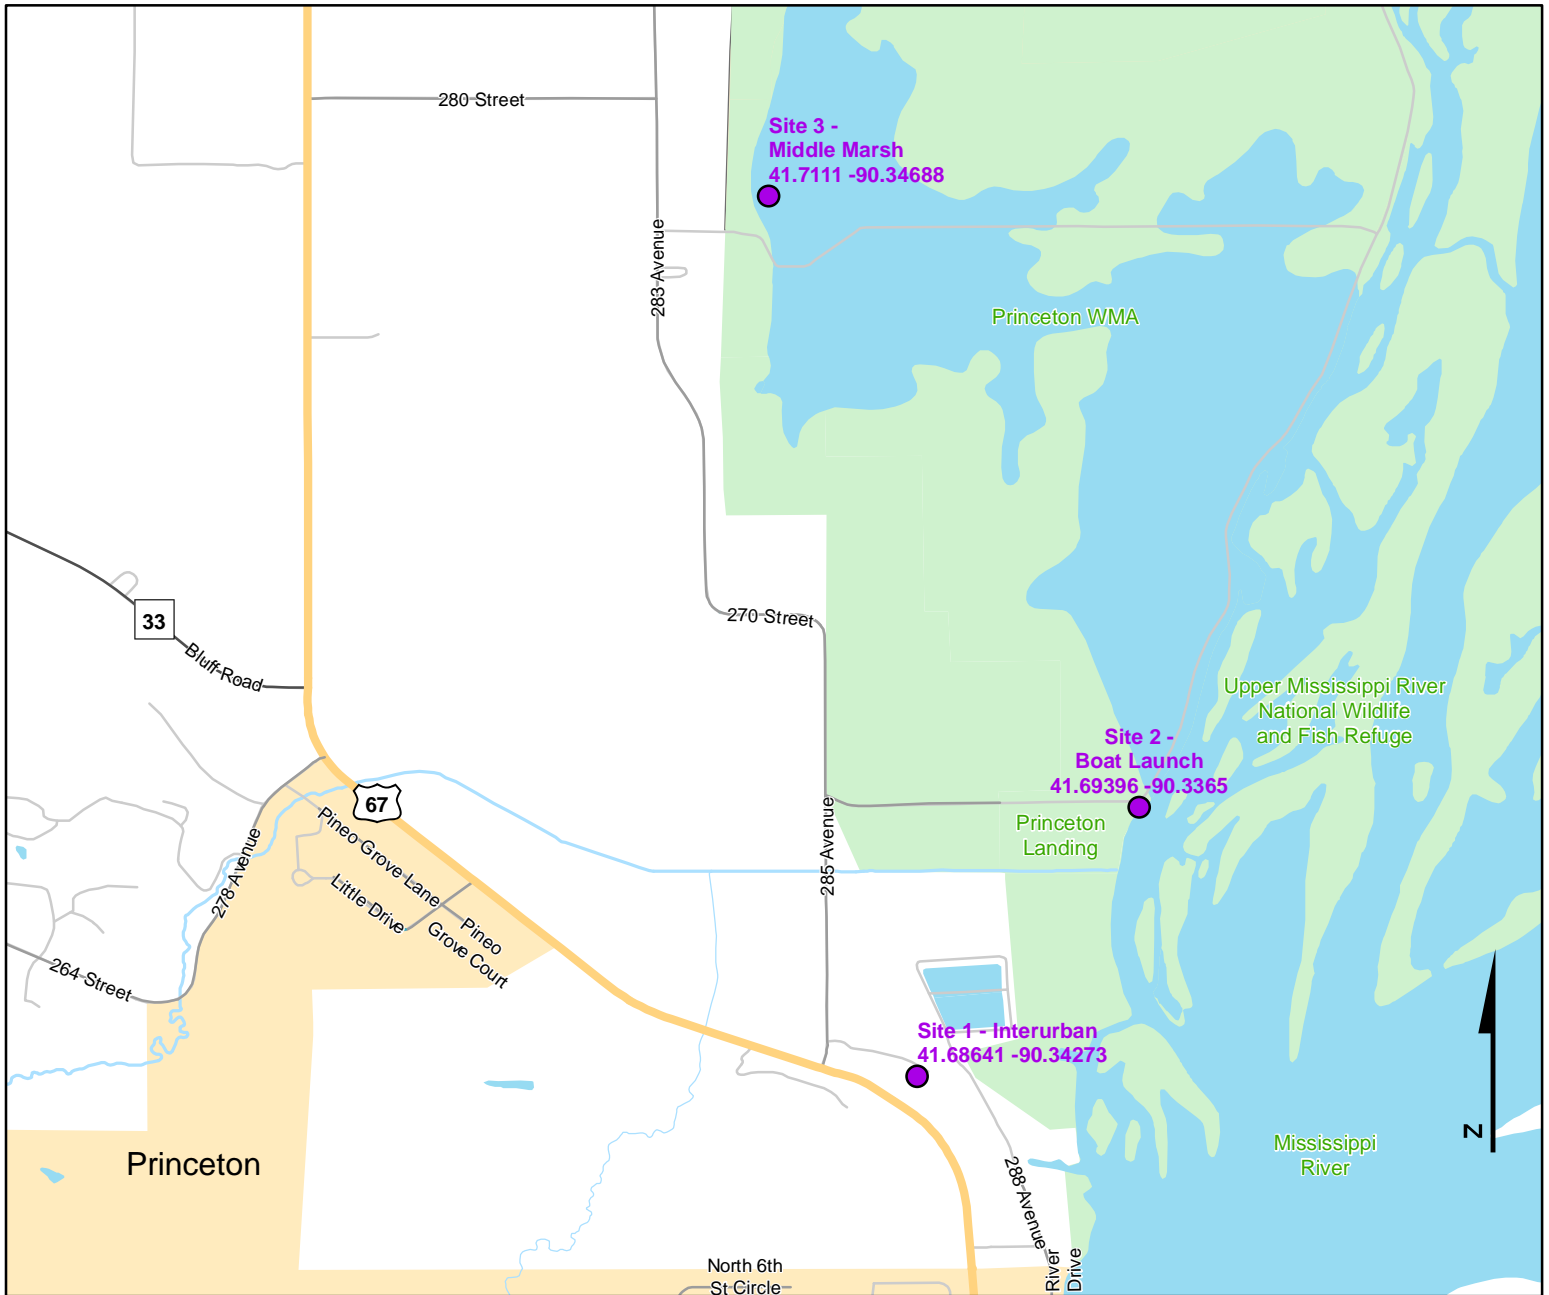 280 Street
Site 3 -
Middle Marsh
41.7111 -90.34688
283 Avenue
Princeton WMA
33
Bluff Road
270 Street
Upper Mississippi River
National Wildlife
and Fish Refuge
Site 2 -
Boat Launch
41.69396 -90.3365
67
Princeton
Landing
285 Avenue
278 Avenue
Pineo Grove Lane
Little Drive
Pineo
Grove Court
264 Street
Site 1 - Interurban
41.68641 -90.34273
N
Princeton
Mississippi
River
288 Avenue
River
Drive
North 6th
St Circle